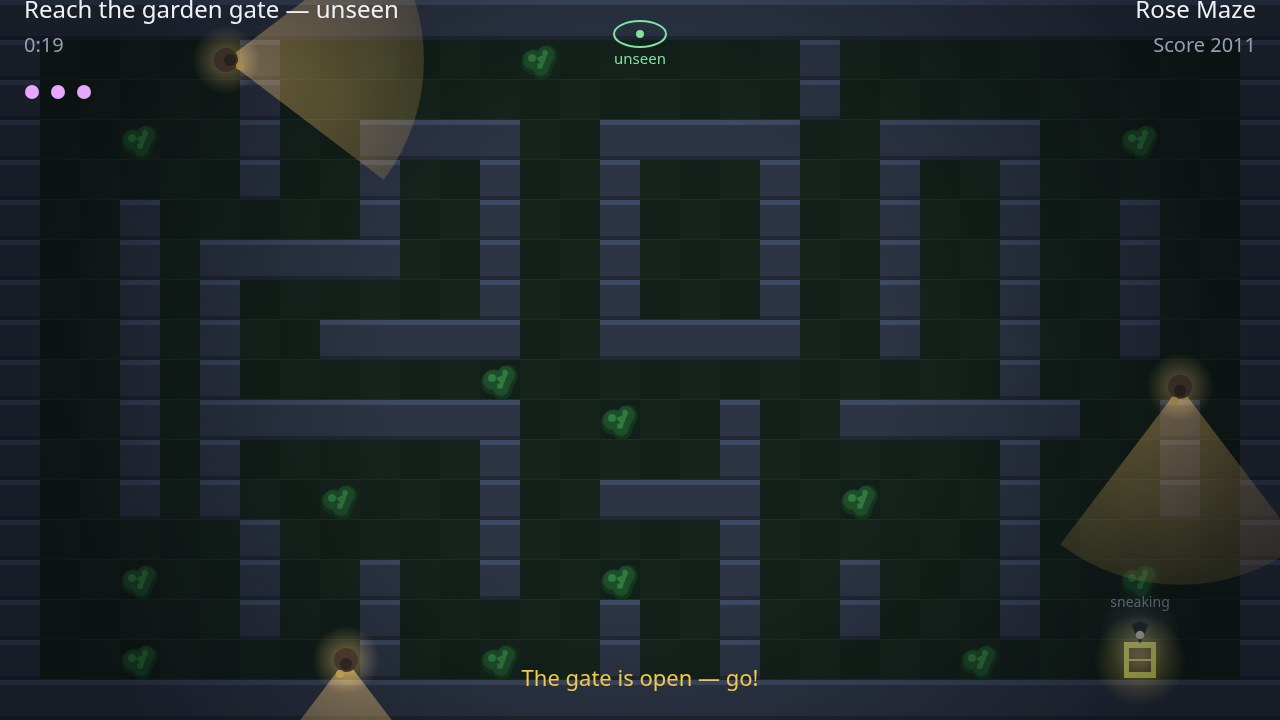 Reach the garden gate — unseen
0:19
unseen
Rose Maze
Score 2011
sneaking
The gate is open — go!